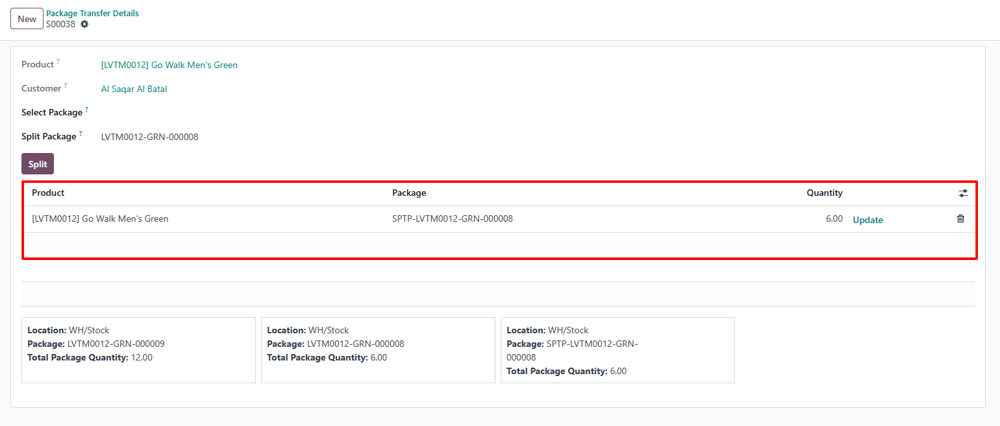 New
Package Transfer Details
S00038
Product ?
[LVTM0012] Go Walk Men's Green
Customer ?
Al Saqar Al Batal
Select Package ?
Split Package ?
LVTM0012-GRN-000008
Split
Product Package Quantity
[LVTM0012] Go Walk Men's Green SPTP-LVTM0012-GRN-000008 6.00 Update
Location: WH/Stock
Package: LVTM0012-GRN-000009
Total Package Quantity: 12.00
Location: WH/Stock
Package: LVTM0012-GRN-000008
Total Package Quantity: 6.00
Location: WH/Stock
Package: SPTP-LVTM0012-GRN-
000008
Total Package Quantity: 6.00